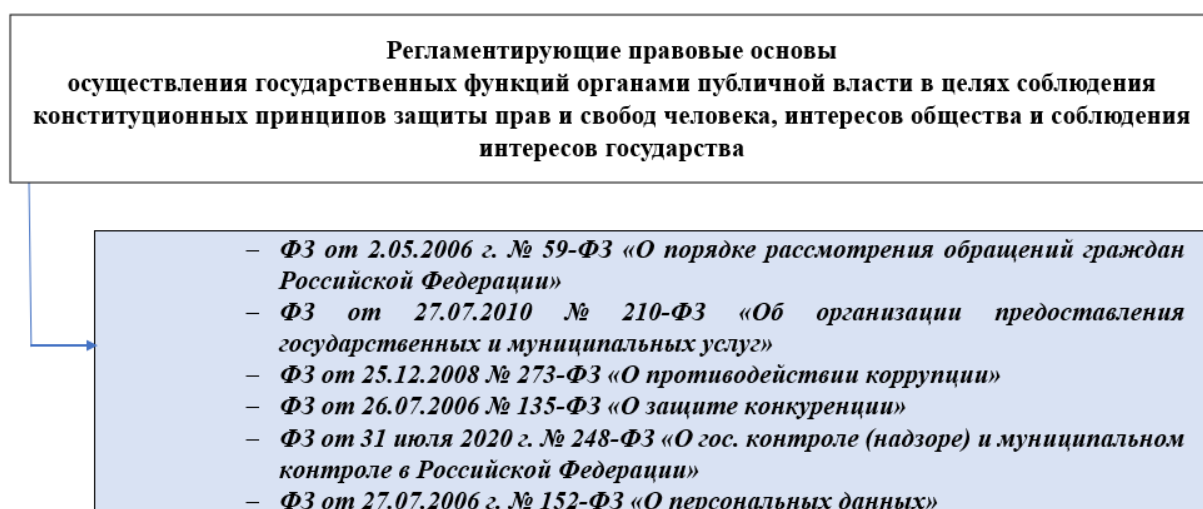 Регламентирующие правовые основы
осуществления государственных функций органами публичной власти в целях соблюдения
конституционных принципов защиты прав и свобод человека, интересов общества и соблюдения
интересов государства
– ФЗ от 2.05.2006 г. № 59-ФЗ «О порядке рассмотрения обращений граждан
Российской Федерации»
– ФЗ от 27.07.2010 № 210-ФЗ «Об организации предоставления
государственных и муниципальных услуг»
– ФЗ от 25.12.2008 № 273-ФЗ «О противодействии коррупции»
– ФЗ от 26.07.2006 № 135-ФЗ «О защите конкуренции»
– ФЗ от 31 июля 2020 г. № 248-ФЗ «О гос. контроле (надзоре) и муниципальном
контроле в Российской Федерации»
– ФЗ от 27.07.2006 г. № 152-ФЗ «О персональных данных»